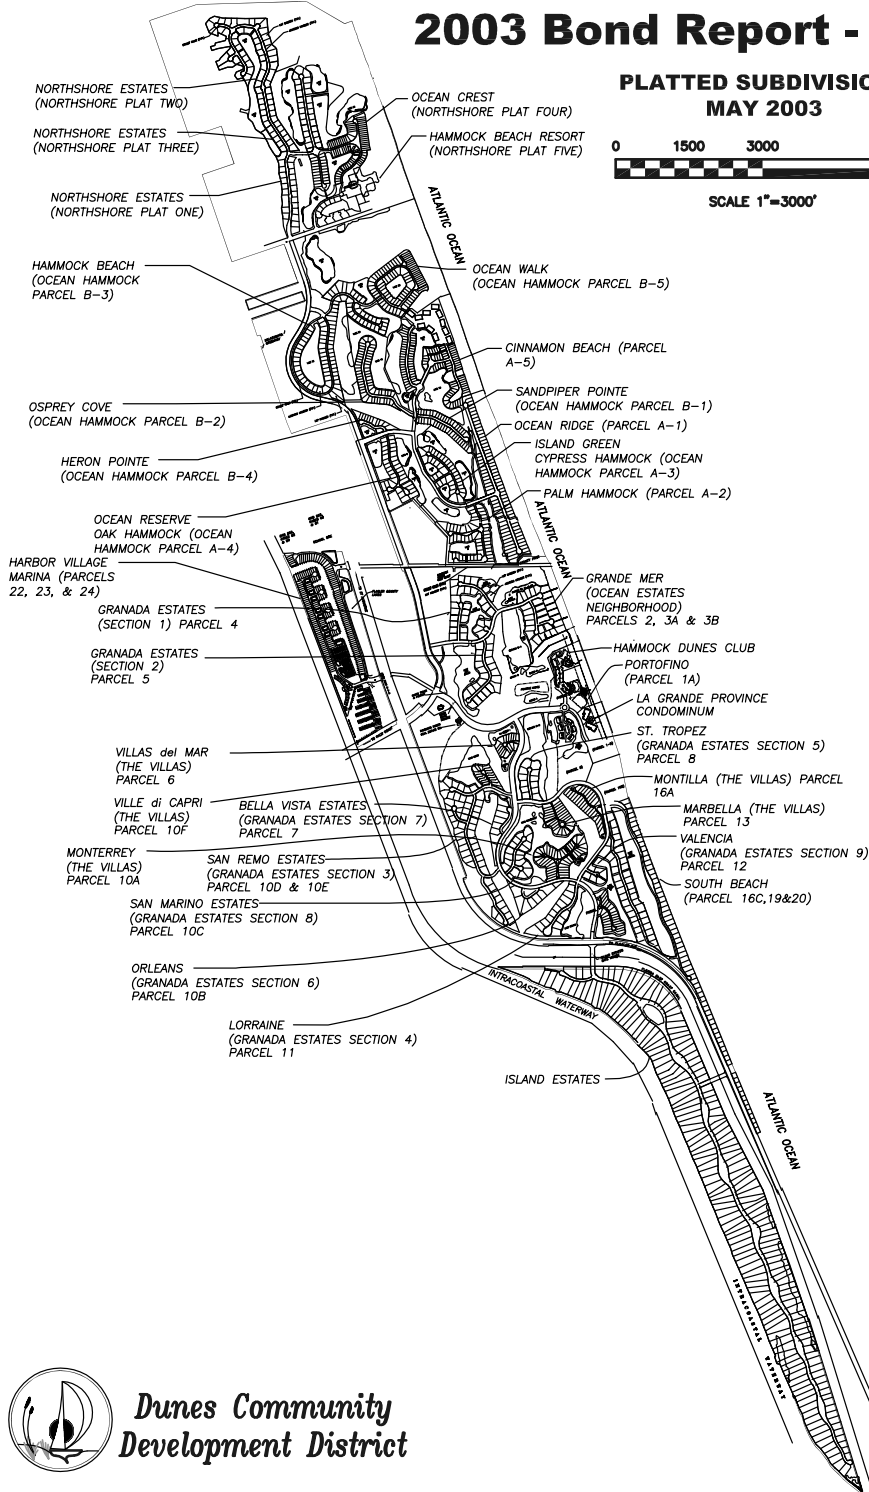 2003 Bond Report -
PLATTED SUBDIVISIO
MAY 2003
0 1500 3000
SCALE 1"=3000'
NORTHSHORE ESTATES
(NORTHSHORE PLAT TWO)
OCEAN CREST
(NORTHSHORE PLAT FOUR)
NORTHSHORE ESTATES
(NORTHSHORE PLAT THREE)
HAMMOCK BEACH RESORT
(NORTHSHORE PLAT FIVE)
NORTHSHORE ESTATES
(NORTHSHORE PLAT ONE)
ATLANTIC OCEAN
HAMMOCK BEACH
(OCEAN HAMMOCK
PARCEL B-3)
OCEAN WALK
(OCEAN HAMMOCK PARCEL B-5)
CINNAMON BEACH (PARCEL
A-5)
SANDPIPER POINTE
(OCEAN HAMMOCK PARCEL B-1)
OSPREY COVE
(OCEAN HAMMOCK PARCEL B-2)
OCEAN RIDGE (PARCEL A-1)
ISLAND GREEN
CYPRESS HAMMOCK (OCEAN
HAMMOCK PARCEL A-3)
HERON POINTE
(OCEAN HAMMOCK PARCEL B-4)
PALM HAMMOCK (PARCEL A-2)
OCEAN RESERVE
OAK HAMMOCK (OCEAN
HAMMOCK PARCEL A-4)
ATLANTIC OCEAN
HARBOR VILLAGE
MARINA (PARCELS
22, 23, & 24)
GRANDE MER
(OCEAN ESTATES
NEIGHBORHOOD)
PARCELS 2, 3A & 3B
GRANADA ESTATES
(SECTION 1) PARCEL 4
HAMMOCK DUNES CLUB
GRANADA ESTATES
(SECTION 2)
PARCEL 5
PORTOFINO
(PARCEL 1A)
LA GRANDE PROVINCE
CONDOMINUM
ST. TROPEZ
(GRANADA ESTATES SECTION 5)
PARCEL 8
VILLAS del MAR
(THE VILLAS)
PARCEL 6
MONTILLA (THE VILLAS) PARCEL
16A
VILLE di CAPRI
(THE VILLAS)
PARCEL 10F
BELLA VISTA ESTATES
(GRANADA ESTATES SECTION 7)
PARCEL 7
MARBELLA (THE VILLAS)
PARCEL 13
VALENCIA
(GRANADA ESTATES SECTION 9)
PARCEL 12
MONTERREY
(THE VILLAS)
PARCEL 10A
SAN REMO ESTATES
(GRANADA ESTATES SECTION 3)
PARCEL 10D & 10E
SOUTH BEACH
(PARCEL 16C,19&20)
SAN MARINO ESTATES
(GRANADA ESTATES SECTION 8)
PARCEL 10C
ORLEANS
(GRANADA ESTATES SECTION 6)
PARCEL 10B
INTRACOASTAL WATERWAY
LORRAINE
(GRANADA ESTATES SECTION 4)
PARCEL 11
ISLAND ESTATES
ATLANTIC OCEAN
INTRACOASTAL WATERWAY
Dunes Community
Development District